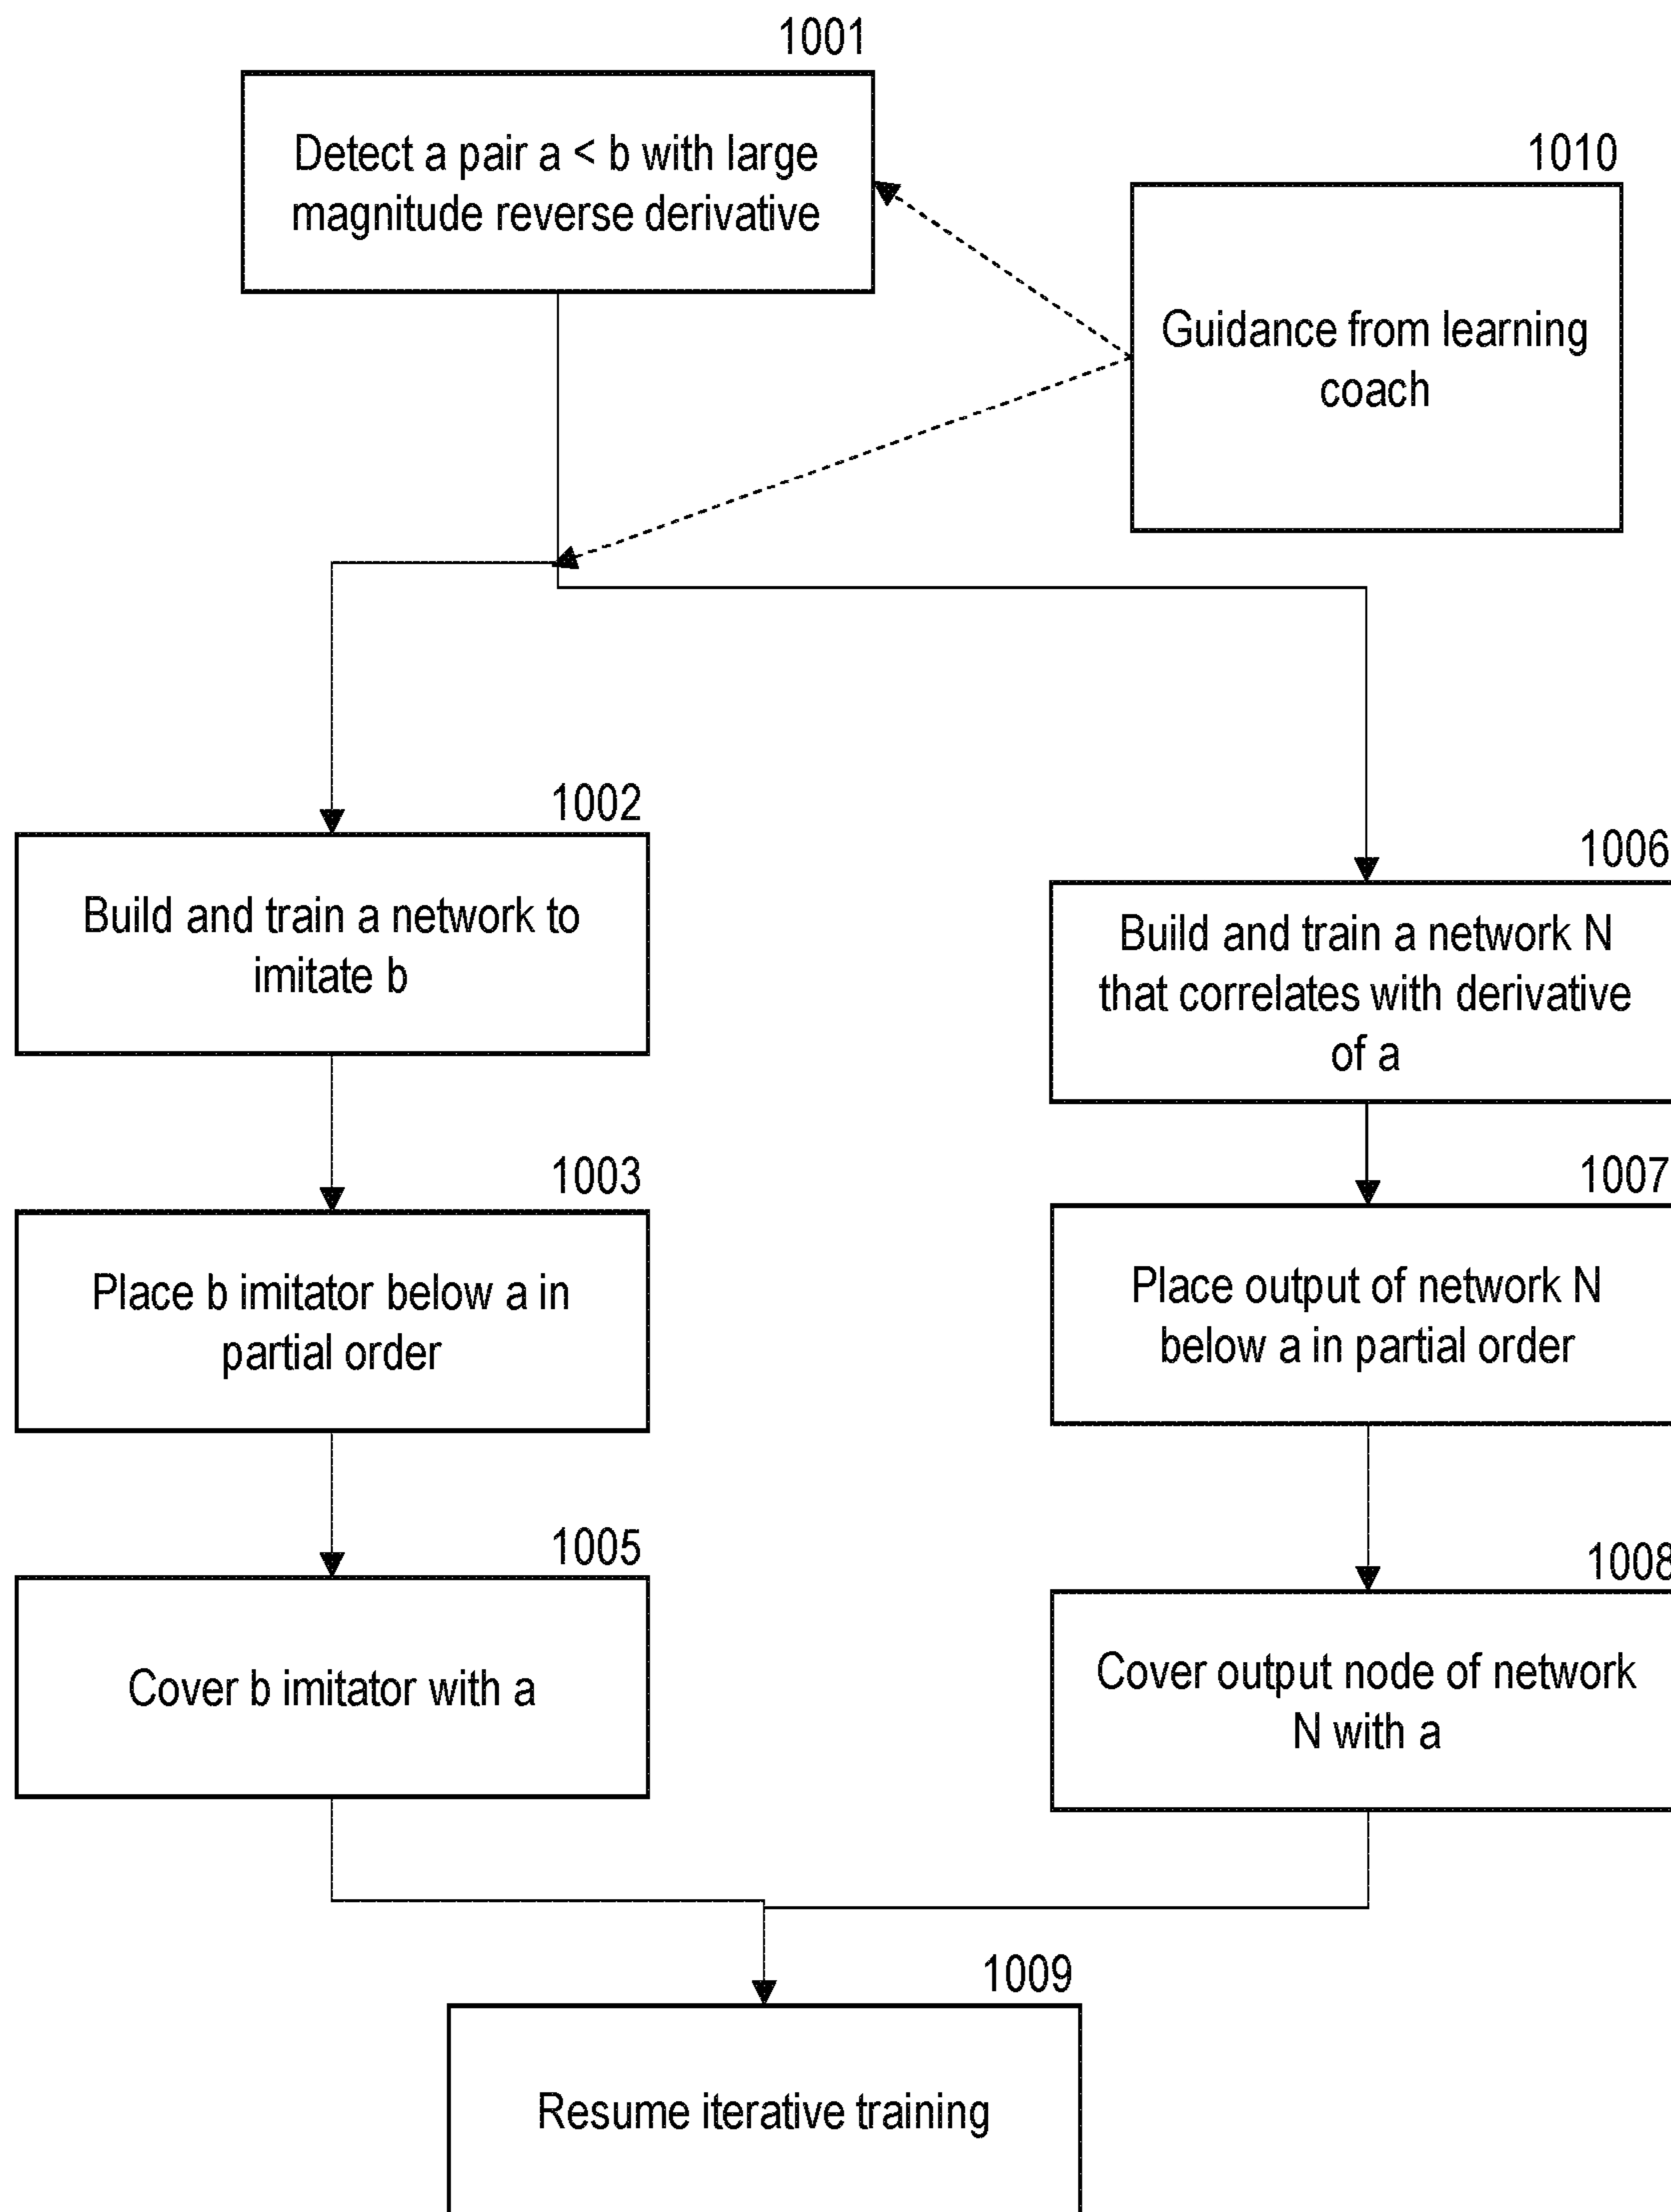 1001
Detect a pair a < b with large
magnitude reverse derivative
1010
Guidance from learning
coach
1002
Build and train a network to
imitate b
1006
Build and train a network N
that correlates with derivative
of a
1003
Place b imitator below a in
partial order
1007
Place output of network N
below a in partial order
1005
Cover b imitator with a
1008
Cover output node of network
N with a
1009
Resume iterative training